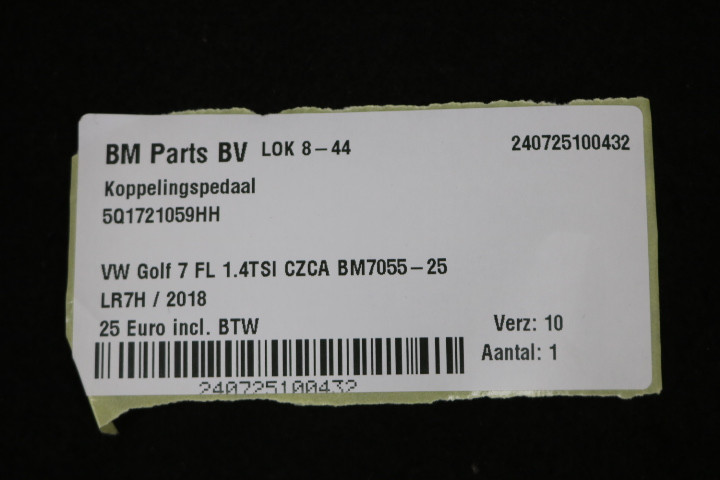 BM Parts BV LOK 8-44 240725100432
Koppelingspedaal
5Q1721059HH
VW Golf 7 FL 1.4TSI CZCA BM7055-25
LR7H / 2018
25 Euro incl. BTW Verz: 10
Aantal: 1
240725100432